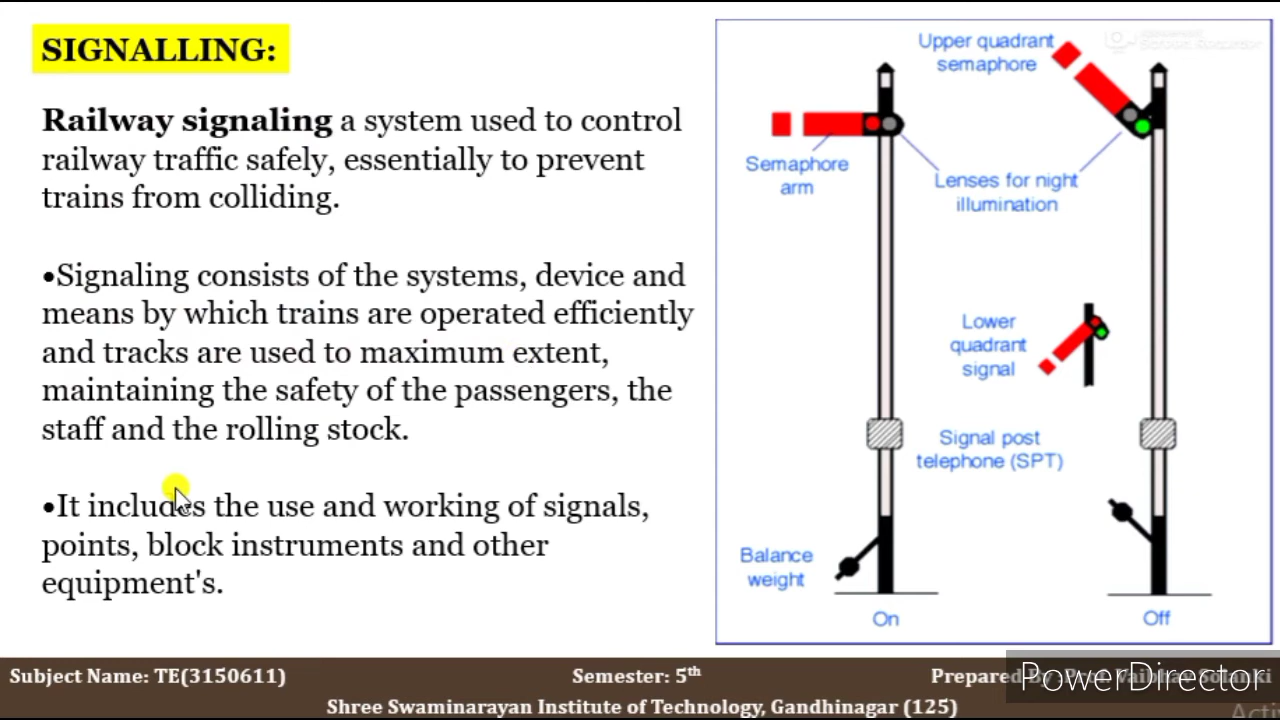 SIGNALLING:
Railway signaling a system used to control
railway traffic safely, essentially to prevent
trains from colliding.
•Signaling consists of the systems, device and
means by which trains are operated efficiently
and tracks are used to maximum extent,
maintaining the safety of the passengers, the
staff and the rolling stock.
•It includes the use and working of signals,
points, block instruments and other
equipment's.
Upper quadrant
semaphore
Semaphore
arm
Lenses for night
illumination
Lower
quadrant
signal
Signal post
telephone (SPT)
Balance
weight
On
Off
Subject Name: TE(3150611)
Semester: 5th
Prepared By: Prof. Vaibhav Solanki
PowerDirector
Shree Swaminarayan Institute of Technology, Gandhinagar (125)